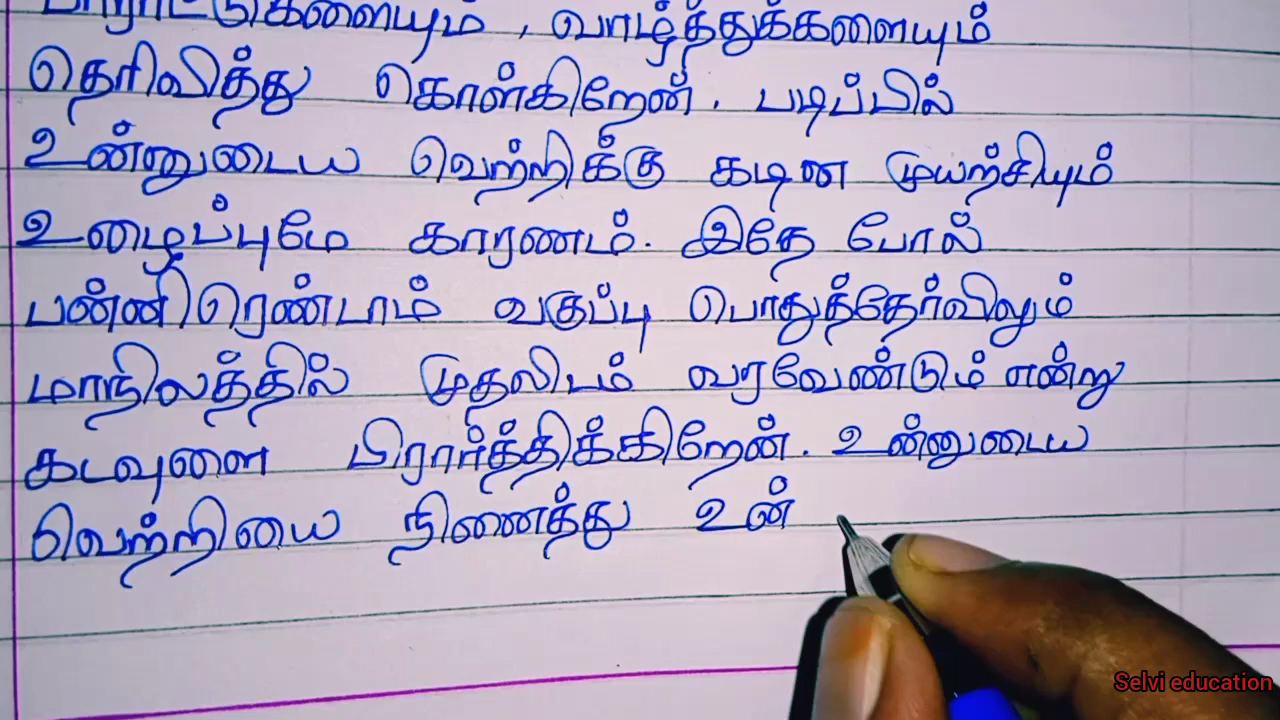 பாராட்டுகளையும் , வாழ்த்துக்களையும்
தெரிவித்து கொள்கிறேன். படிப்பில்
உன்னுடைய வெற்றிக்கு கடின முயற்சியும்
உழைப்புமே காரணம். இதே போல்
பன்னிரெண்டாம் வகுப்பு பொதுத்தேர்விலும்
மாநிலத்தில் முதலிடம் வரவேண்டும் என்று
கடவுளை பிரார்த்திக்கிறேன். உன்னுடைய
வெற்றியை நினைத்து உன்
Selvi education